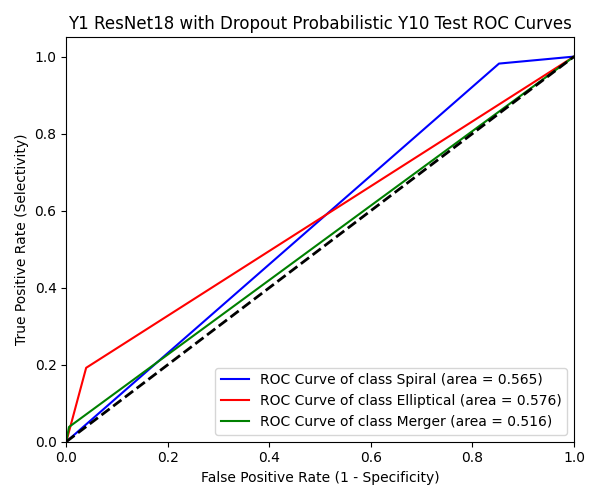 Y1 ResNet18 with Dropout Probabilistic Y10 Test ROC Curves
True Positive Rate (Selectivity)
1.0
0.8
0.6
0.4
0.2
0.0
ROC Curve of class Spiral (area = 0.565)
ROC Curve of class Elliptical (area = 0.576)
ROC Curve of class Merger (area = 0.516)
0.0 0.2 0.4 0.6 0.8 1.0
False Positive Rate (1 - Specificity)